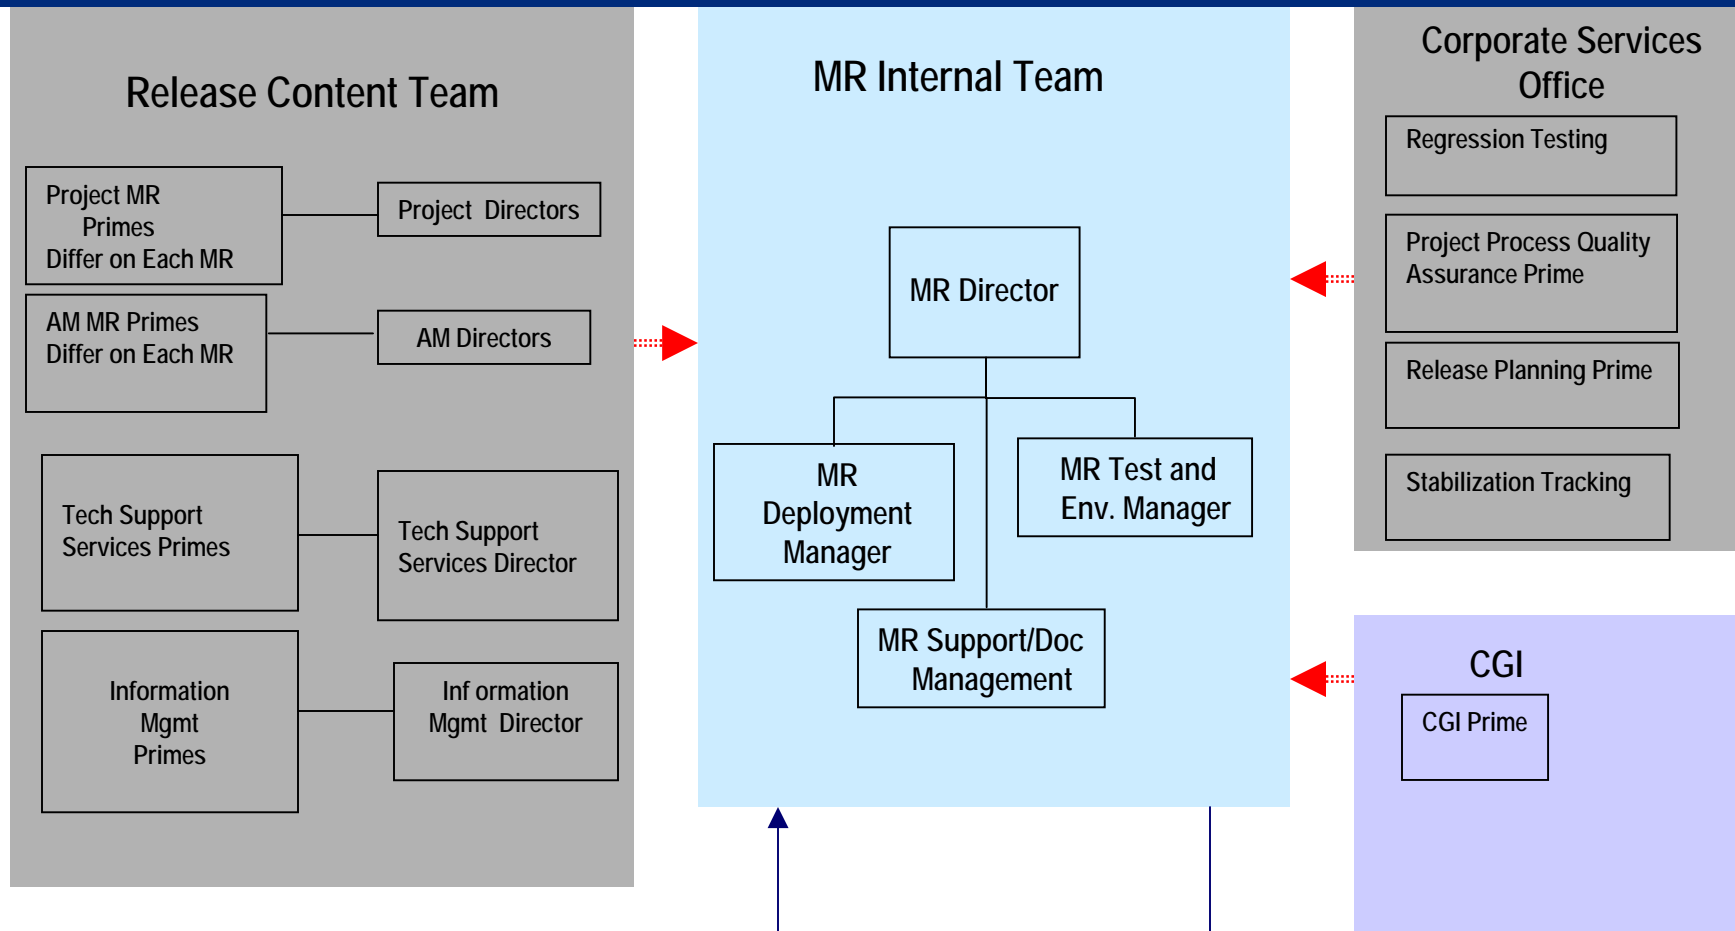 Release Content Team
Project MR
Primes
Differ on Each MR
Project Directors
AM MR Primes
Differ on Each MR
AM Directors
Tech Support
Services Primes
Tech Support
Services Director
Information
Mgmt
Primes
Inf ormation
Mgmt Director
MR Internal Team
MR Director
MR
Deployment
Manager
MR Test and
Env. Manager
MR Support/Doc
Management
Corporate Services
Office
Regression Testing
Project Process Quality
Assurance Prime
Release Planning Prime
Stabilization Tracking
CGI
CGI Prime